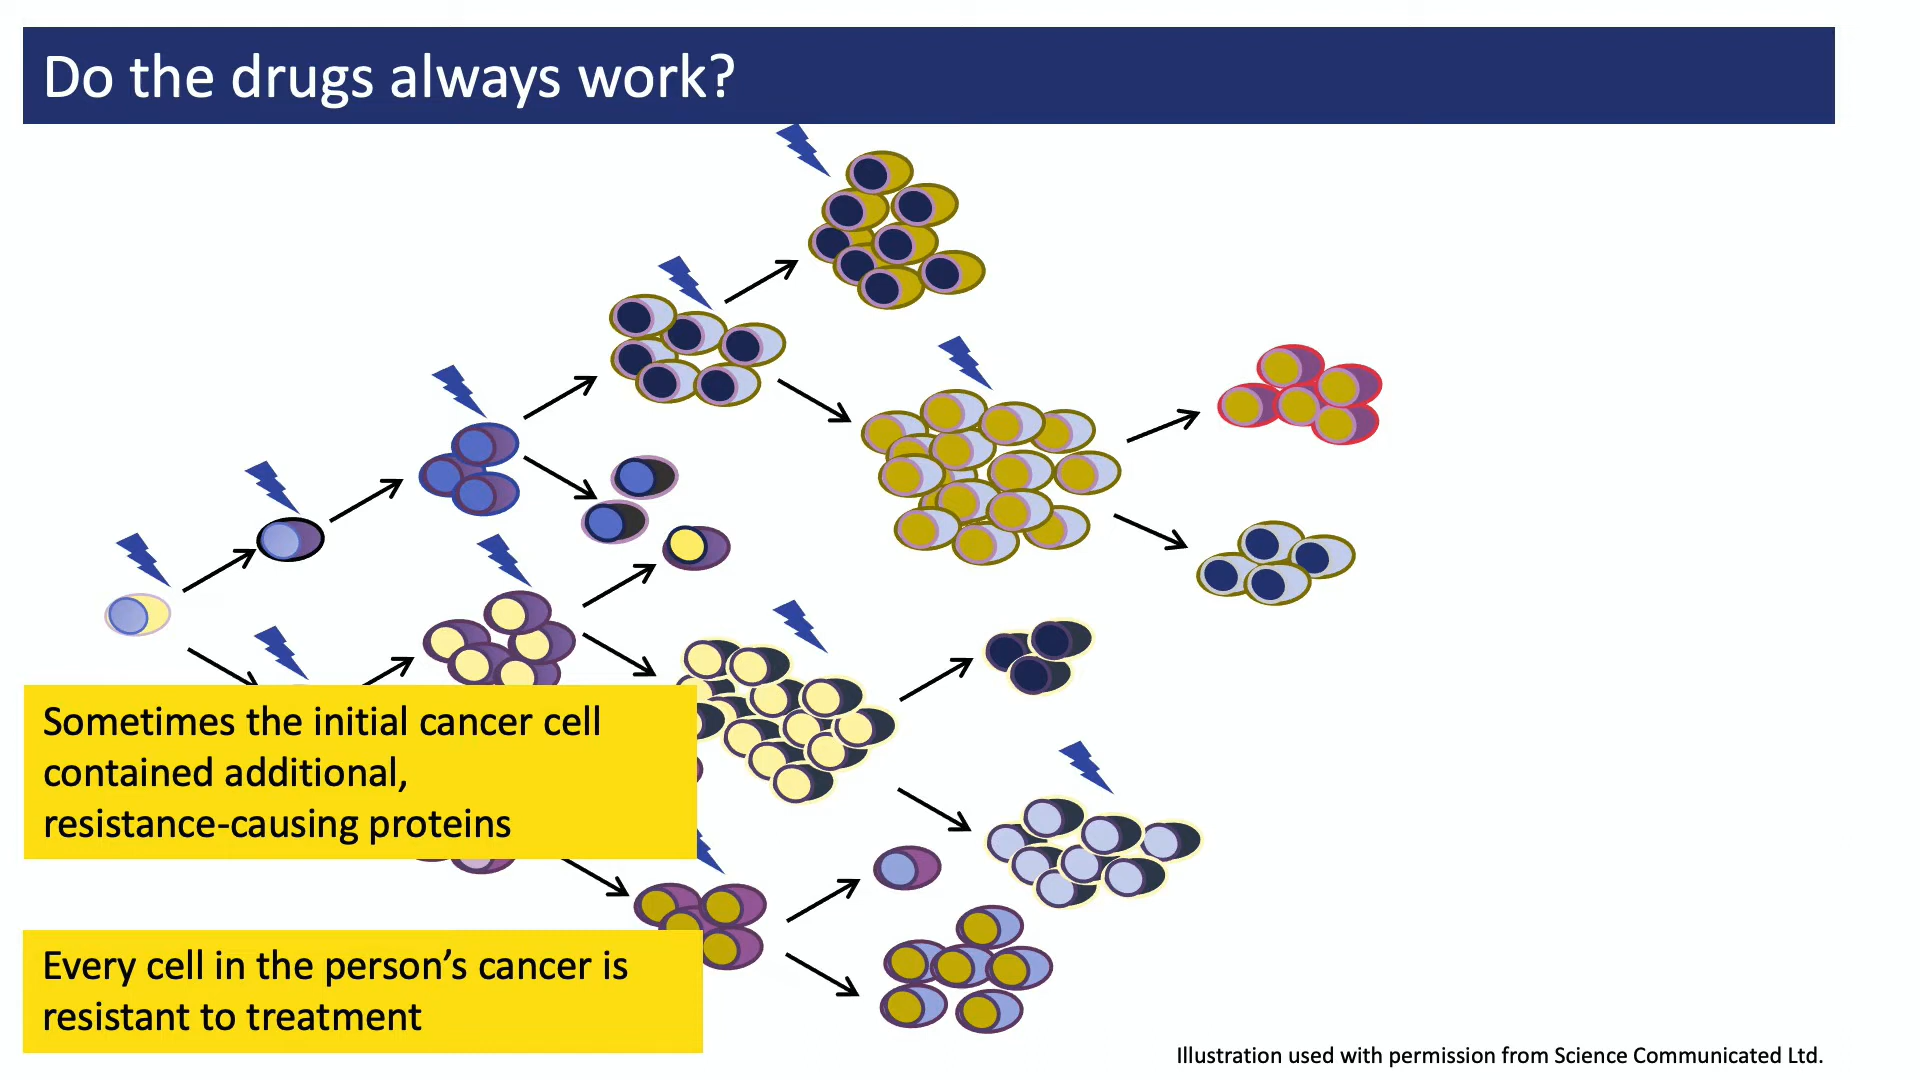 Do the drugs always work?
Sometimes the initial cancer cell
contained additional,
resistance-causing proteins
Every cell in the person’s cancer is
resistant to treatment
Illustration used with permission from Science Communicated Ltd.